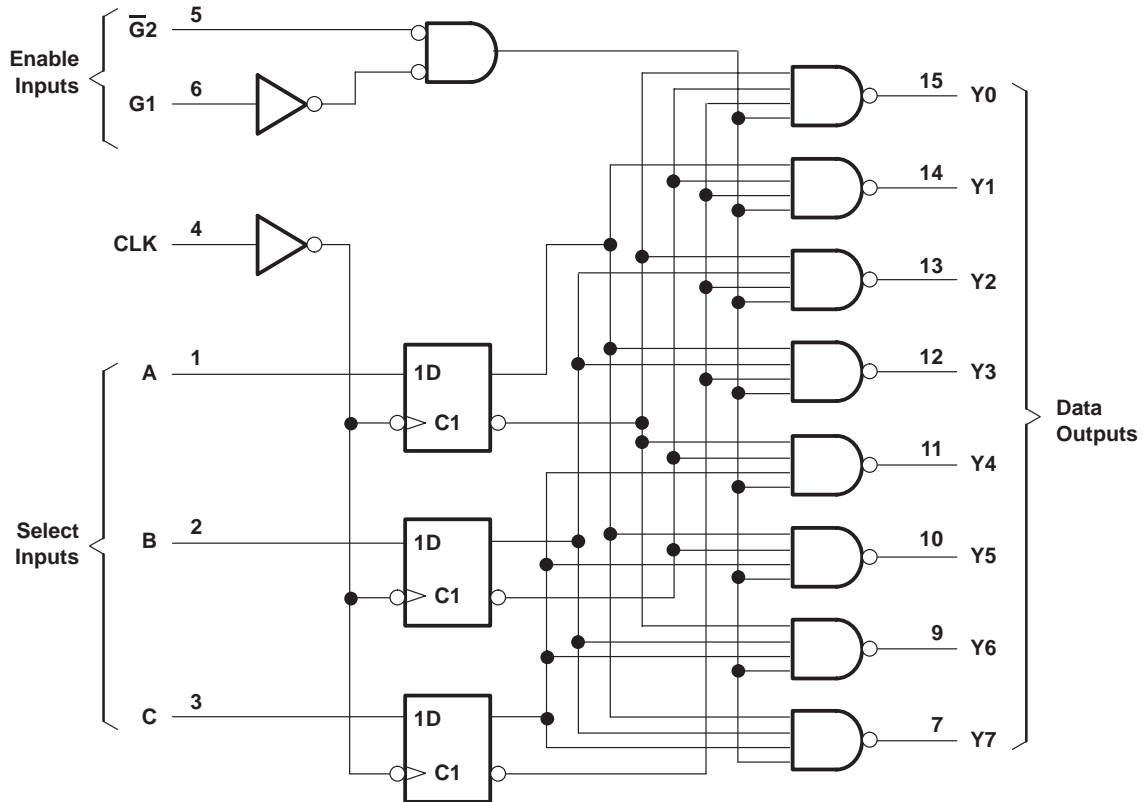 G̅2 5
Enable
Inputs
G1 6
15 Y0
14 Y1
CLK 4
13 Y2
A 1
1D
C1
12 Y3
Data
Outputs
11 Y4
Select
Inputs
B 2
1D
C1
10 Y5
9 Y6
C 3
1D
C1
7 Y7